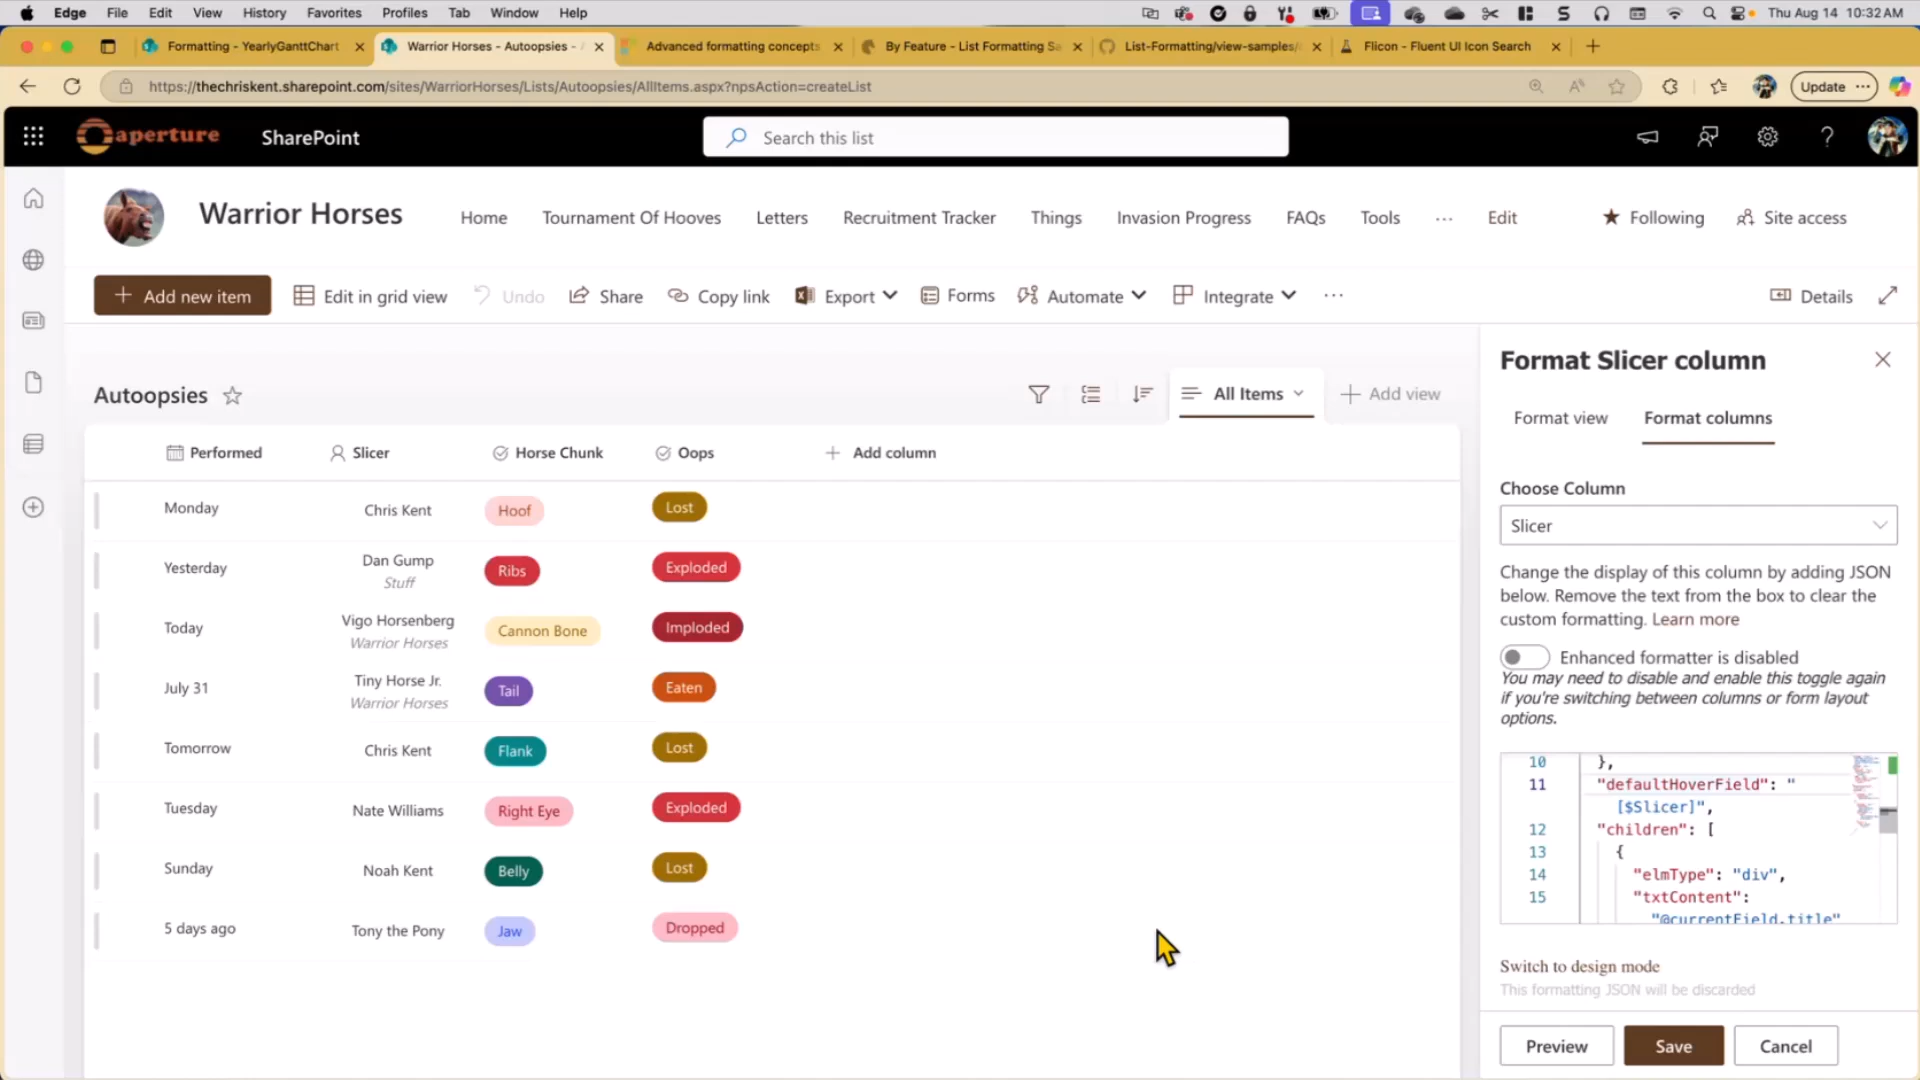 Edge File Edit View History Favorites Profiles Tab Window Help Thu Aug 14 10:32 AM
Formatting - YearlyGanttChart
Warrior Horses - Autoopsies -
Advanced formatting concepts
By Feature - List Formatting Sa
List-Formatting/view-samples/
Flicon - Fluent UI Icon Search
https://thechriskent.sharepoint.com/sites/WarriorHorses/Lists/Autoopsies/AllItems.aspx?npsAction=createList
Update
aperture SharePoint
Search this list
Warrior Horses
Home Tournament Of Hooves Letters Recruitment Tracker Things Invasion Progress FAQs Tools ... Edit
Following Site access
Add new item Edit in grid view Undo Share Copy link Export Forms Automate Integrate ... Details
Autoopsies
All Items Add view
Performed Slicer Horse Chunk Oops Add column
Monday Chris Kent Hoof Lost
Yesterday Dan Gump Ribs Exploded
Stuff
Today Vigo Horsenberg Cannon Bone Imploded
Warrior Horses
July 31 Tiny Horse Jr. Tail Eaten
Warrior Horses
Tomorrow Chris Kent Flank Lost
Tuesday Nate Williams Right Eye Exploded
Sunday Noah Kent Belly Lost
5 days ago Tony the Pony Jaw Dropped
Format Slicer column
Format view Format columns
Choose Column
Slicer
Change the display of this column by adding JSON
below. Remove the text from the box to clear the
custom formatting. Learn more
Enhanced formatter is disabled
You may need to disable and enable this toggle again
if you're switching between columns or form layout
options.
10 },
11 "defaultHoverField": "
[$Slicer]",
12 "children": [
13 {
14 "elmType": "div",
15 "txtContent":
"@currentField.title"
Switch to design mode
This formatting JSON will be discarded
Preview Save Cancel